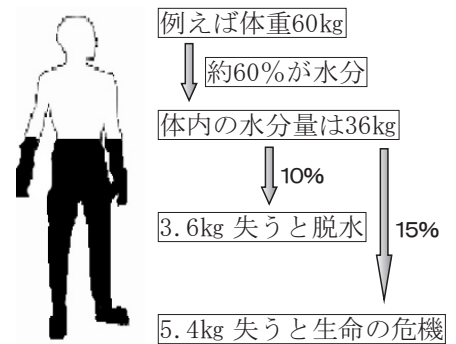 例えば体重60kg
約60%が水分
体内の水分量は36kg
10%
3.6kg 失うと脱水
15%
5.4kg 失うと生命の危機